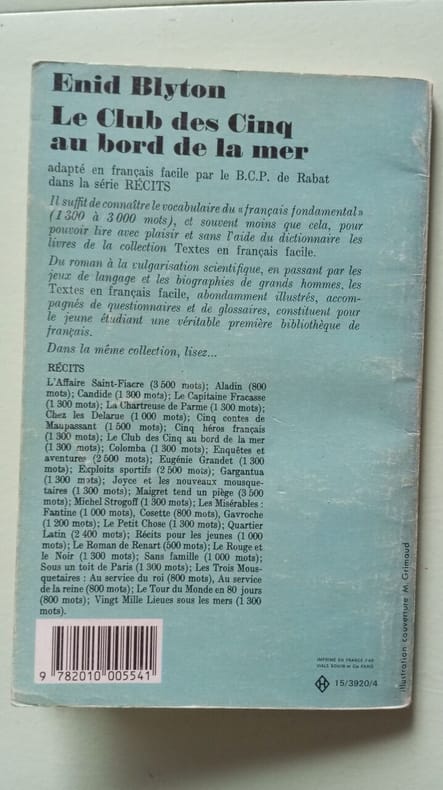 Enid Blyton
Le Club des Cinq
au bord de la mer
adapté en français facile par le B.C.P. de Rabat
dans la série RÉCITS
Il suffit de connaître le vocabulaire du « français fondamental »
(1 300 à 3 000 mots), et souvent moins que cela, pour
pouvoir lire avec plaisir et sans l'aide du dictionnaire les
livres de la collection Textes en français facile.
Du roman à la vulgarisation scientifique, en passant par les
jeux de langage et les biographies de grands hommes, les
Textes en français facile, abondamment illustrés, accom-
pagnés de questionnaires et de glossaires, constituent pour
le jeune étudiant une véritable première bibliothèque de
français.
Dans la même collection, lisez...
RÉCITS
L'Affaire Saint-Fiacre (3 500 mots); Aladin (800
mots); Candide (1 300 mots); Le Capitaine Fracasse
(1 300 mots); La Chartreuse de Parme (1 300 mots);
Chez les Delarue (1 000 mots); Cinq contes de
Maupassant (1 500 mots); Cinq héros français
(1 300 mots); Le Club des Cinq au bord de la mer
(1 300 mots); Colomba (1 300 mots); Enquêtes et
aventures (2 500 mots); Eugénie Grandet (1 300
mots); Exploits sportifs (2 500 mots); Gargantua
(1 300 mots); Joyce et les nouveaux mousque-
taires (1 300 mots); Maigret tend un piège (3 500
mots); Michel Strogoff (1 300 mots); Les Misérables :
Fantine (1 000 mots), Cosette (800 mots), Gavroche
(1 200 mots); Le Petit Chose (1 300 mots); Quartier
Latin (2 400 mots); Récits pour les jeunes (1 000
mots); Le Roman de Renart (500 mots); Le Rouge et
le Noir (1 300 mots); Sans famille (1 000 mots);
Sous un toit de Paris (1 300 mots); Les Trois Mous-
quetaires : Au service du roi (800 mots), Au service
de la reine (800 mots); Le Tour du Monde en 80 jours
(800 mots); Vingt Mille Lieues sous les mers (1 300
mots).
9 782010 005541
IMPRIMÉ EN FRANCE PAR
15/3920/4
illustration couverture M. Grimaud